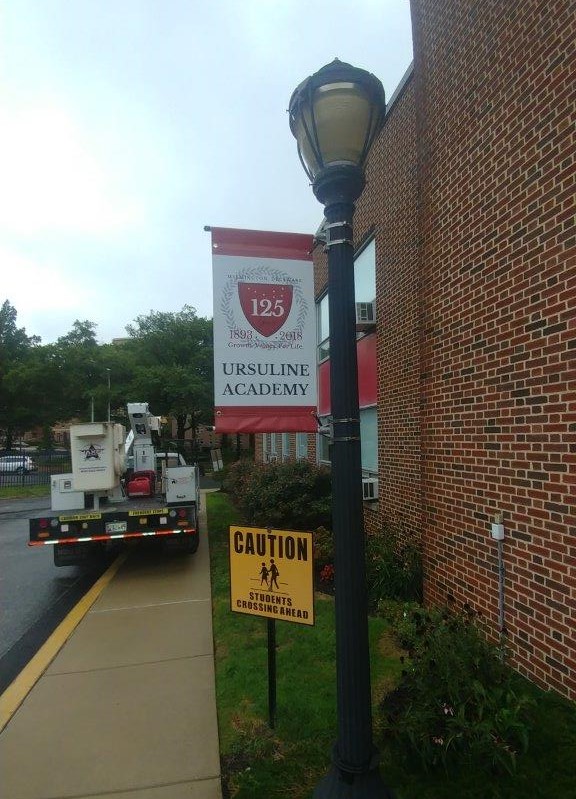 WILMINGTON, DELAWARE
125
1893 2018
Growth. Values. For Life.
URSULINE
ACADEMY
CAUTION
STUDENTS
CROSSING AHEAD